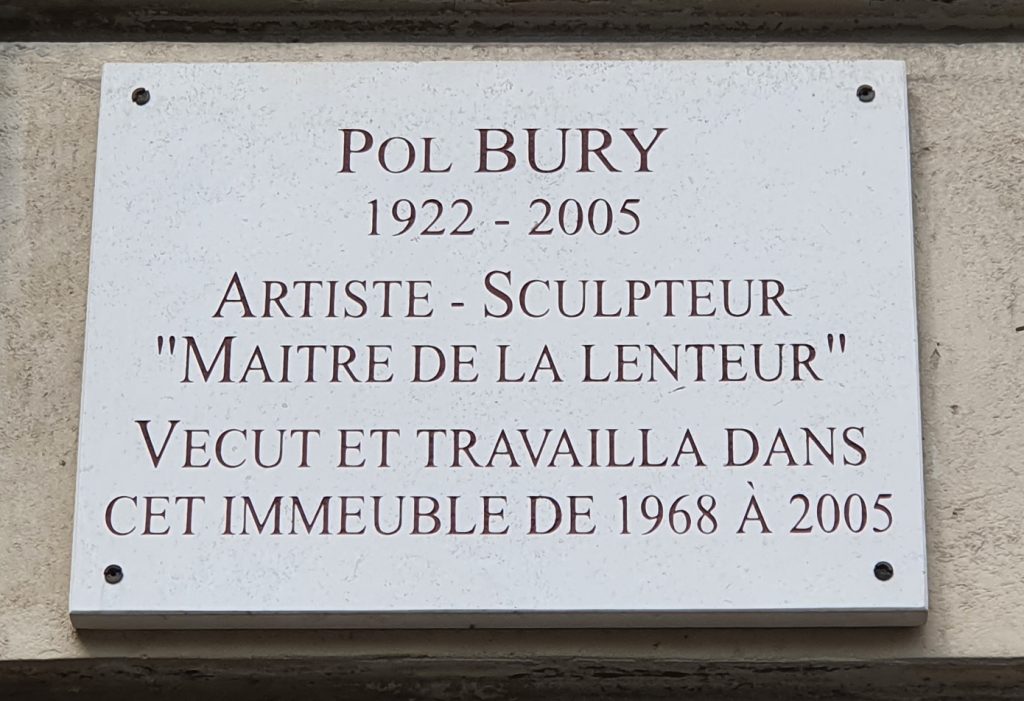 POL BURY
1922 - 2005
ARTISTE - SCULPTEUR
"MAITRE DE LA LENTEUR"
VECUT ET TRAVAILLA DANS
CET IMMEUBLE DE 1968 À 2005